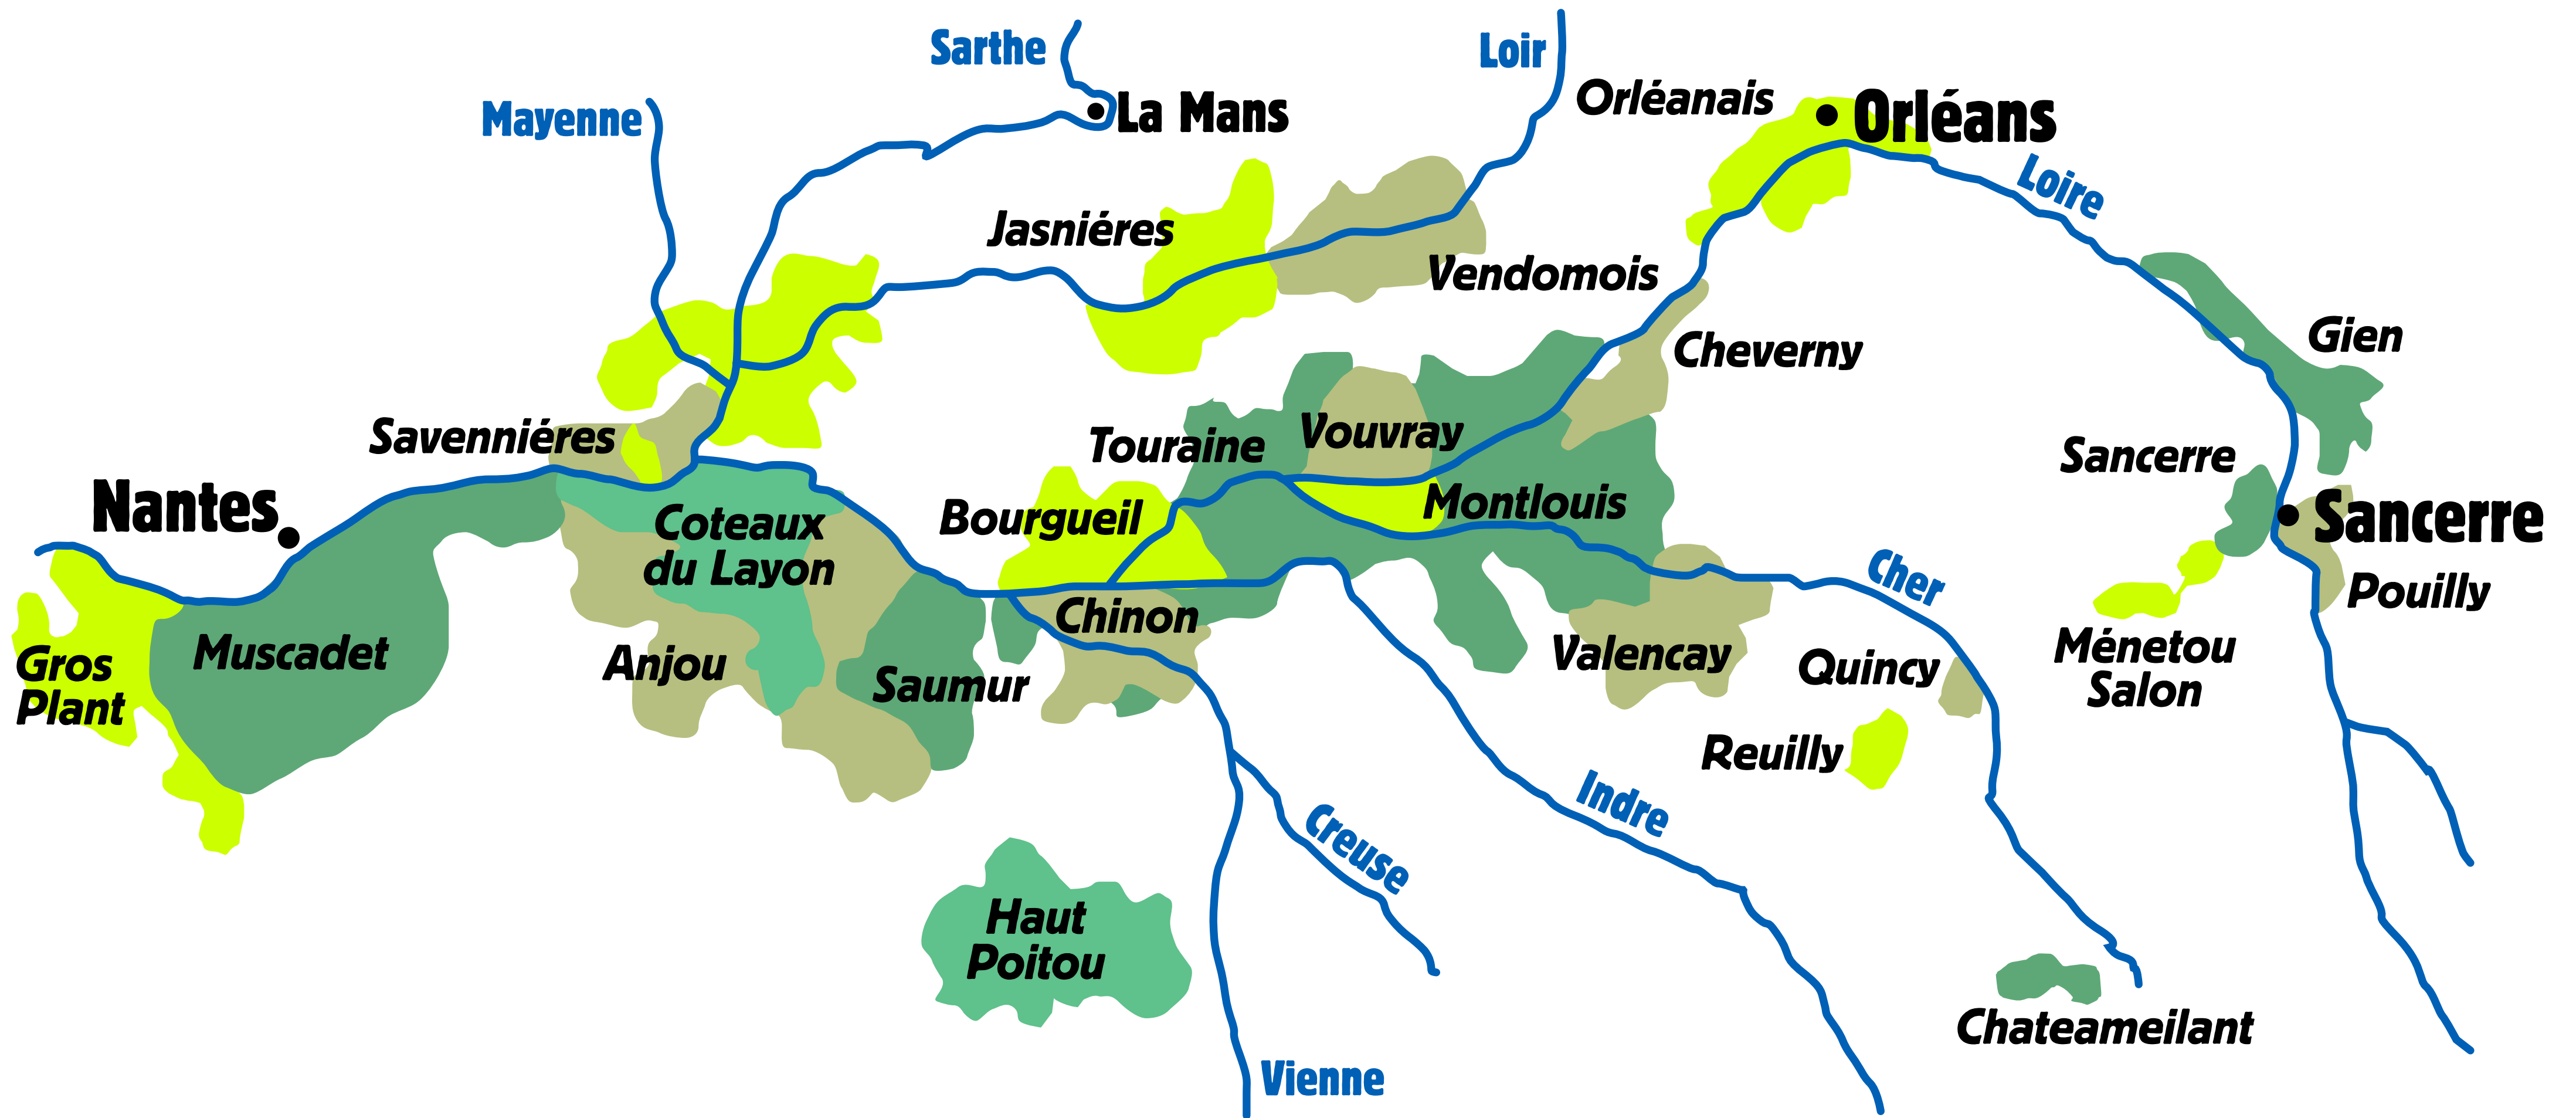 Sarthe
Loir
Mayenne
La Mans
Orléanais
Orléans
Loire
Jasniéres
Vendomois
Gien
Cheverny
Savenniéres
Touraine
Vouvray
Sancerre
Nantes
Coteaux
du Layon
Bourgueil
Montlouis
Sancerre
Cher
Pouilly
Chinon
Muscadet
Gros
Plant
Anjou
Saumur
Valencay
Quincy
Ménetou
Salon
Reuilly
Indre
Creuse
Haut
Poitou
Chateameilant
Vienne